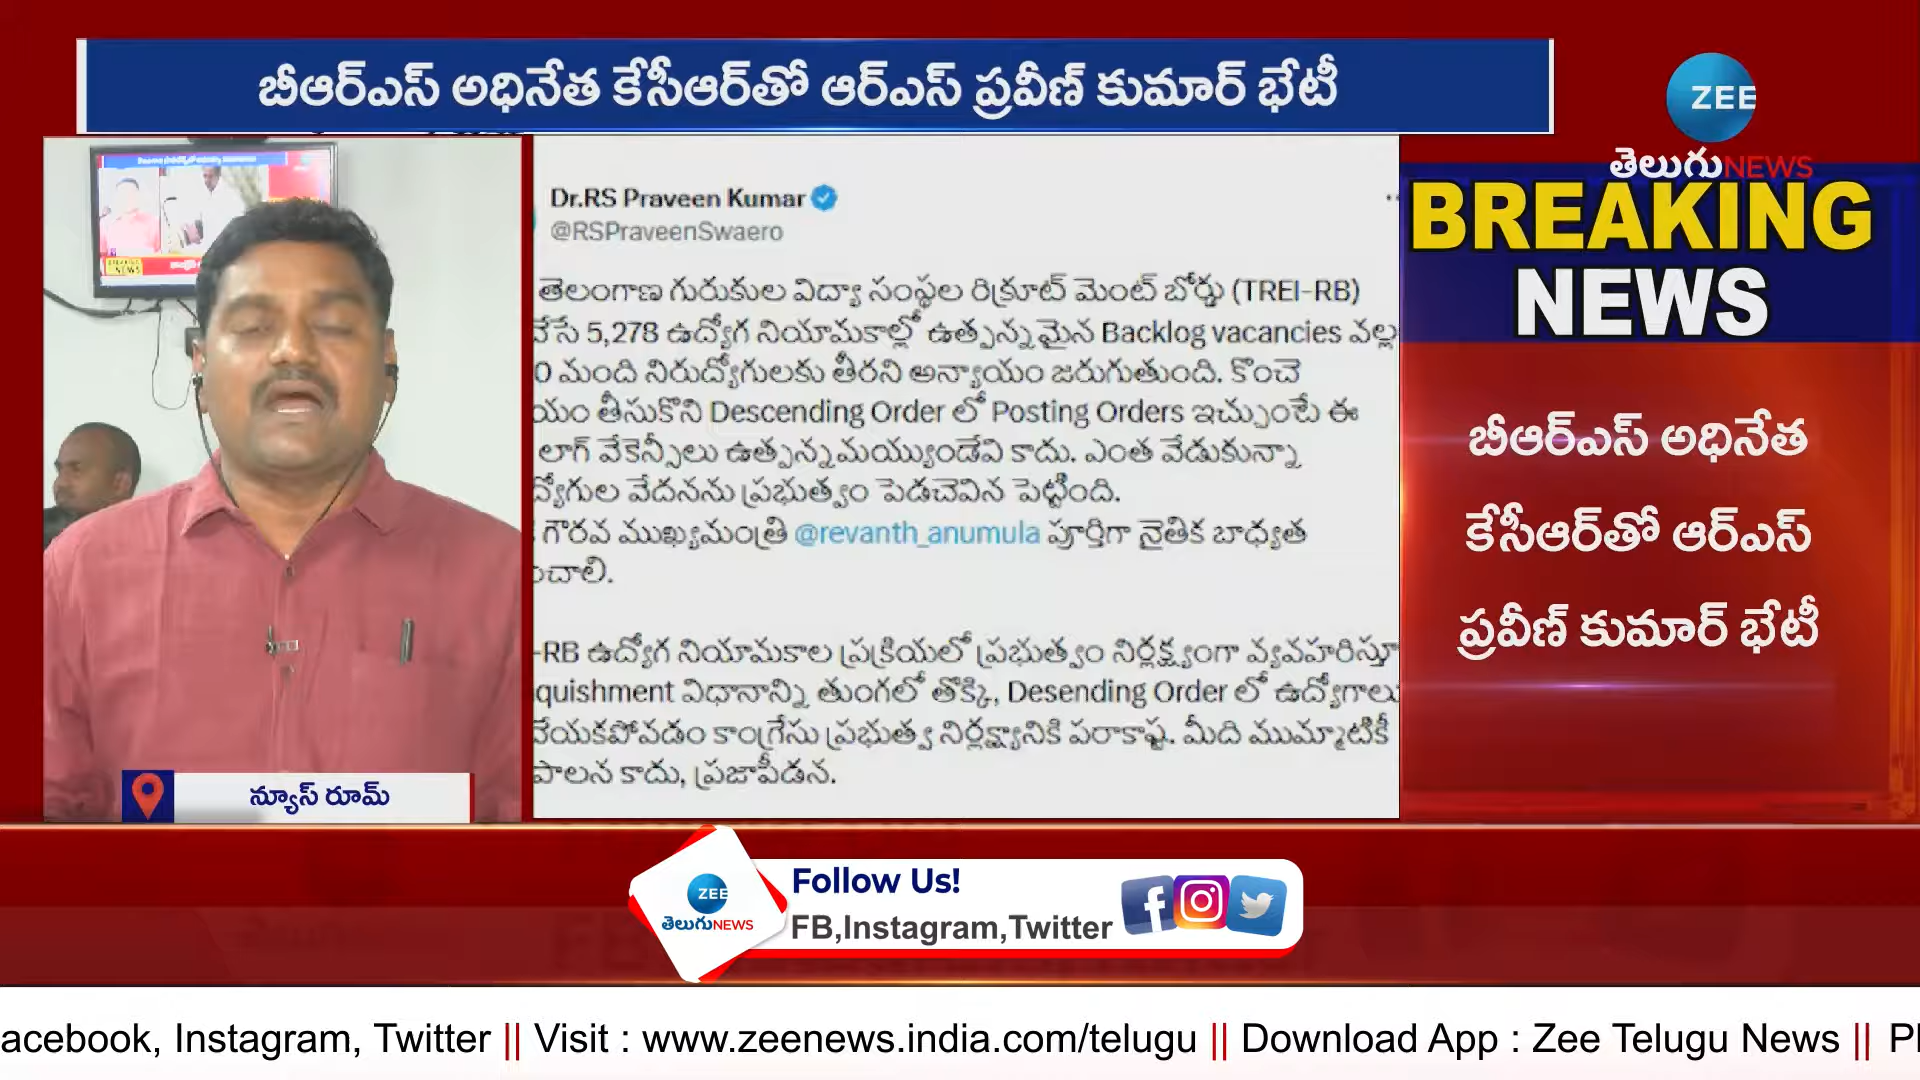 బీఆర్ఎస్ అధినేత కేసీఆర్‌తో ఆర్ఎస్ ప్రవీణ్ కుమార్ భేటీ
ZEE
తెలుగుNEWS
BREAKING
NEWS
Dr.RS Praveen Kumar
@RSPraveenSwaero
తెలంగాణ గురుకుల విద్యా సంస్థల రిక్రూట్ మెంట్ బోర్డు (TREI-RB)
5,278 ఉద్యోగ నియామకాల్లో ఉత్పన్నమైన Backlog vacancies వల్ల
0 మంది నిరుద్యోగులకు తీరని అన్యాయం జరుగుతుంది. కొంచె
యం తీసుకొని Descending Order లో Posting Orders ఇచ్చుంటే ఈ
లాగ్ వేకెన్సీలు ఉత్పన్నమయ్యుండేవి కాదు. ఎంత వేడుకున్నా
ద్యోగుల వేదనను ప్రభుత్వం పెడచెవిన పెట్టింది.
గౌరవ ముఖ్యమంత్రి @revanth_anumula పూర్తిగా నైతిక బాధ్యత
ంచాలి.
-RB ఉద్యోగ నియామకాల ప్రక్రియలో ప్రభుత్వం నిర్లక్ష్యంగా వ్యవహరిస్తూ
quishment విధానాన్ని తుంగలో తొక్కి, Desending Order లో ఉద్యోగాలు
చేయకపోవడం కాంగ్రేసు ప్రభుత్వ నిర్లక్ష్యానికి పరాకాష్ట. మీది ముమ్మాటికీ
పాలన కాదు, ప్రజాపీడన.
బీఆర్ఎస్ అధినేత
కేసీఆర్‌తో ఆర్ఎస్
ప్రవీణ్ కుమార్ భేటీ
న్యూస్ రూమ్
ZEE
తెలుగుNEWS
Follow Us!
FB,Instagram,Twitter
acebook, Instagram, Twitter || Visit : www.zeenews.india.com/telugu || Download App : Zee Telugu News ||